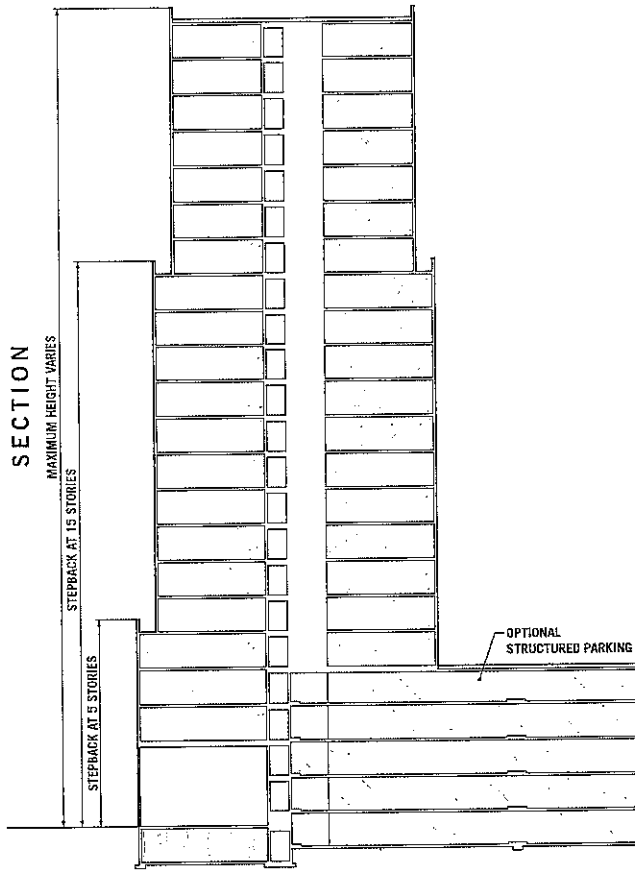 SECTION
MAXIMUM HEIGHT VARIES
STEPBACK AT 15 STORIES
STEPBACK AT 5 STORIES
OPTIONAL
STRUCTURED PARKING